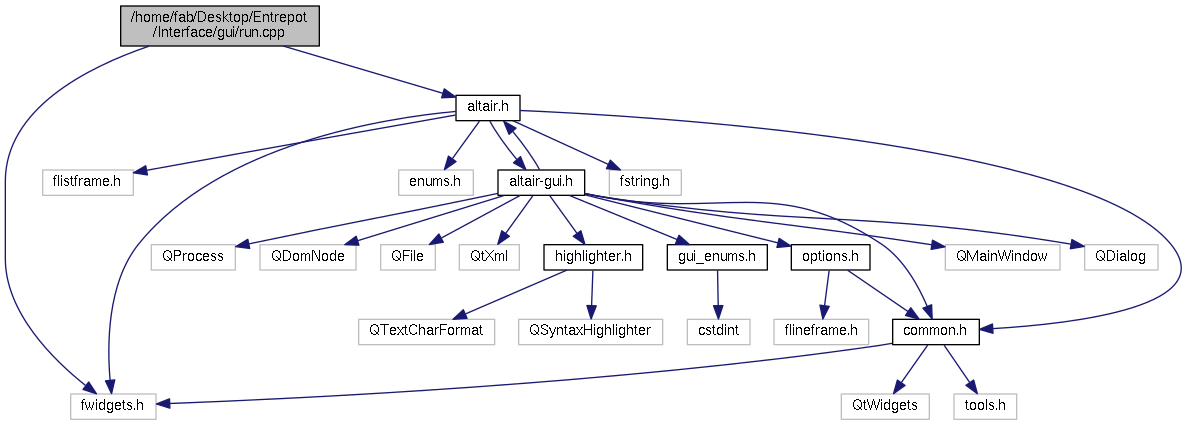 /home/fab/Desktop/Entrepot
/Interface/gui/run.cpp
altair.h
flistframe.h
enums.h
altair-gui.h
fstring.h
QProcess
QDomNode
QFile
QtXml
highlighter.h
gui_enums.h
options.h
QMainWindow
QDialog
QTextCharFormat
QSyntaxHighlighter
cstdint
flineframe.h
common.h
fwidgets.h
QtWidgets
tools.h